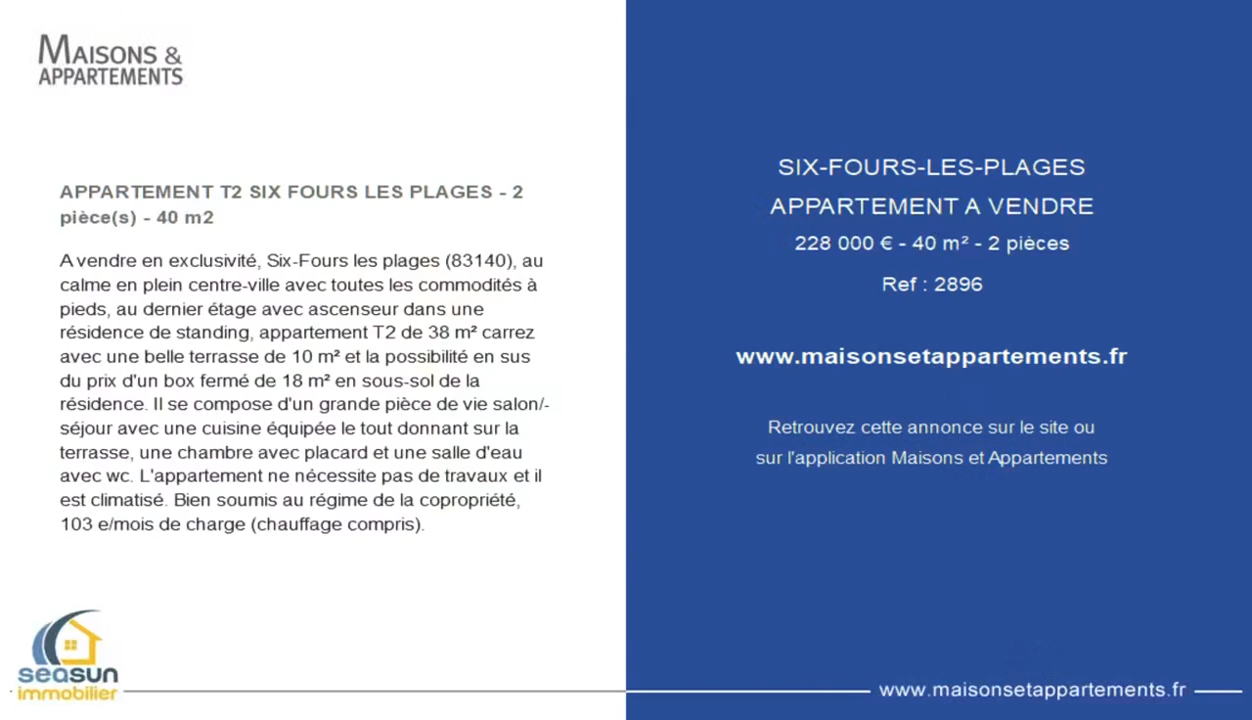 MAISONS &
APPARTEMENTS
APPARTEMENT T2 SIX FOURS LES PLAGES - 2
pièce(s) - 40 m2
A vendre en exclusivité, Six-Fours les plages (83140), au
calme en plein centre-ville avec toutes les commodités à
pieds, au dernier étage avec ascenseur dans une
résidence de standing, appartement T2 de 38 m² carrez
avec une belle terrasse de 10 m² et la possibilité en sus
du prix d'un box fermé de 18 m² en sous-sol de la
résidence. Il se compose d'un grande pièce de vie salon/-
séjour avec une cuisine équipée le tout donnant sur la
terrasse, une chambre avec placard et une salle d'eau
avec wc. L'appartement ne nécessite pas de travaux et il
est climatisé. Bien soumis au régime de la copropriété,
103 e/mois de charge (chauffage compris).
seasun
immobilier
SIX-FOURS-LES-PLAGES
APPARTEMENT A VENDRE
228 000 € - 40 m² - 2 pièces
Ref : 2896
www.maisonsetappartements.fr
Retrouvez cette annonce sur le site ou
sur l'application Maisons et Appartements
www.maisonsetappartements.fr